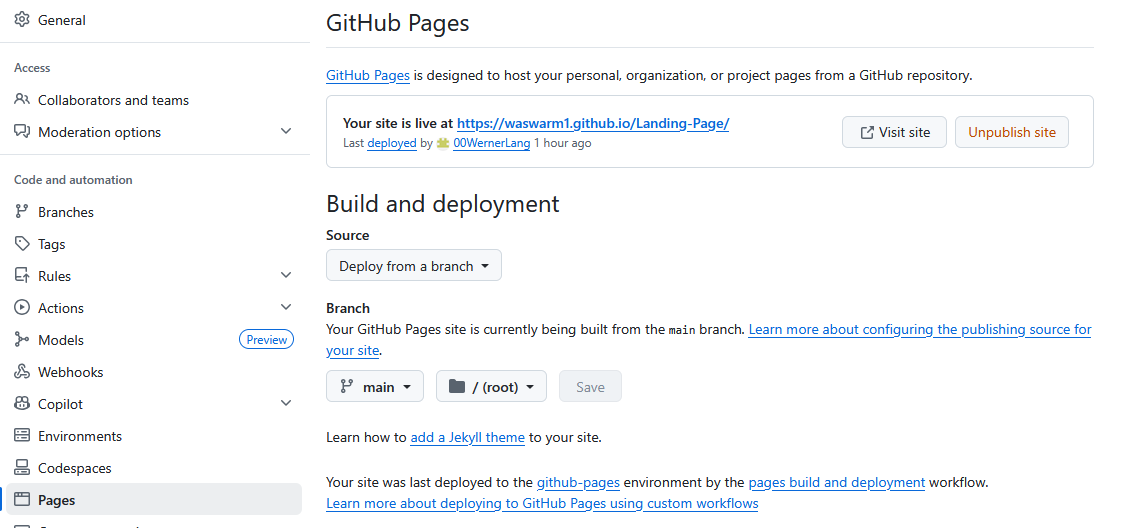 General
Access
Collaborators and teams
Moderation options
Code and automation
Branches
Tags
Rules
Actions
Models Preview
Webhooks
Copilot
Environments
Codespaces
Pages
GitHub Pages
GitHub Pages is designed to host your personal, organization, or project pages from a GitHub repository.
Your site is live at https://waswarm1.github.io/Landing-Page/
Last deployed by 00WernerLang 1 hour ago
Visit site
Unpublish site
Build and deployment
Source
Deploy from a branch
Branch
Your GitHub Pages site is currently being built from the main branch. Learn more about configuring the publishing source for
your site.
main
/ (root)
Save
Learn how to add a Jekyll theme to your site.
Your site was last deployed to the github-pages environment by the pages build and deployment workflow.
Learn more about deploying to GitHub Pages using custom workflows